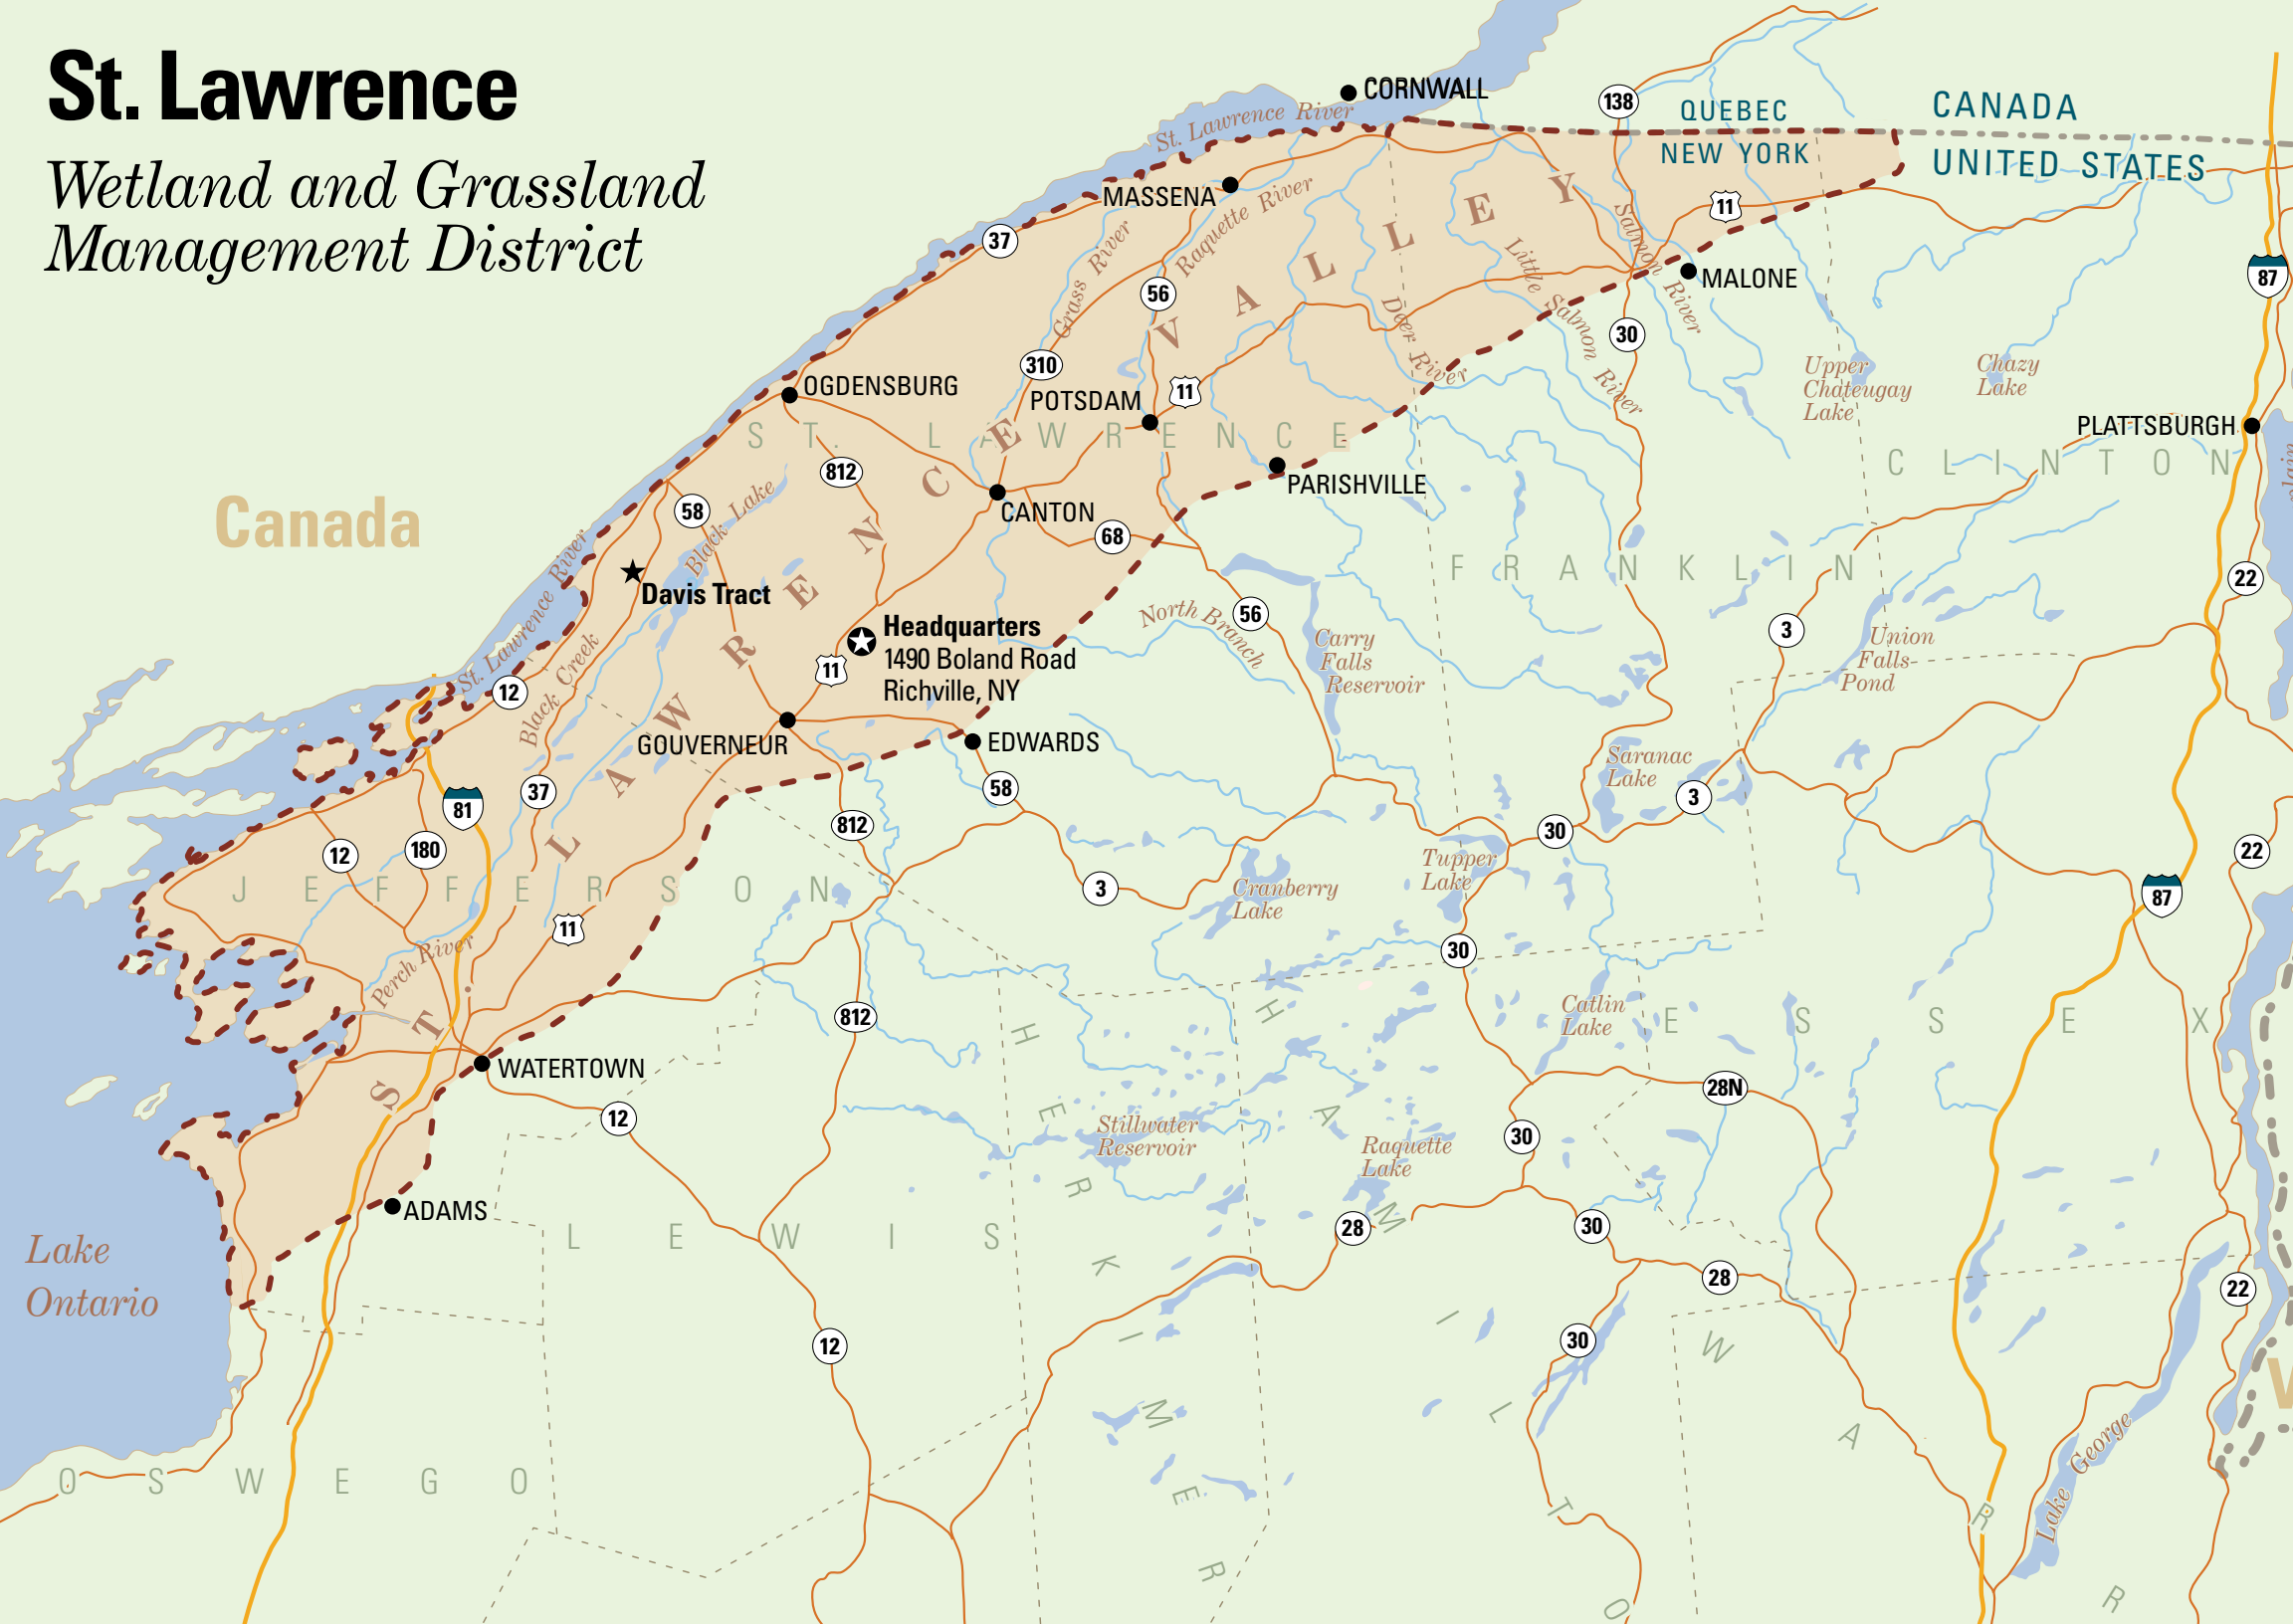 St. Lawrence
Wetland and Grassland
Management District
CORNWALL
138
QUEBEC
NEW YORK
CANADA
UNITED STATES
St. Lawrence River
MASSENA
37
Grass River
Raquette River
56
310
11
POTSDAM
OGDENSBURG
Salmon River
Little Salmon River
Deer River
11
MALONE
30
87
Upper
Chateugay
Lake
Chazy
Lake
PLATTSBURGH
CLINTON
ST. LAWRENCE
ST. LAWRENCE VALLEY
Canada
812
58
Black Lake
CANTON
68
PARISHVILLE
FRANKLIN
Davis Tract
St. Lawrence River
Headquarters
1490 Boland Road
Richville, NY
11
North Branch
56
Carry
Falls
Reservoir
3
Union
Falls
Pond
22
St. Lawrence River
12
Black Creek
GOUVERNEUR
EDWARDS
58
Saranac
Lake
3
81
37
812
12
180
30
22
Tupper
Lake
Cranberry
Lake
3
87
JEFFERSON
11
Perch River
30
812
Catlin
Lake
ESSEX
WATERTOWN
12
28N
Stillwater
Reservoir
30
Raquette
Lake
ADAMS
28
30
LEWIS
HERKIMER
HAMILTO
Lake
Ontario
28
22
12
30
WARR
Lake George
OSWEGO
V